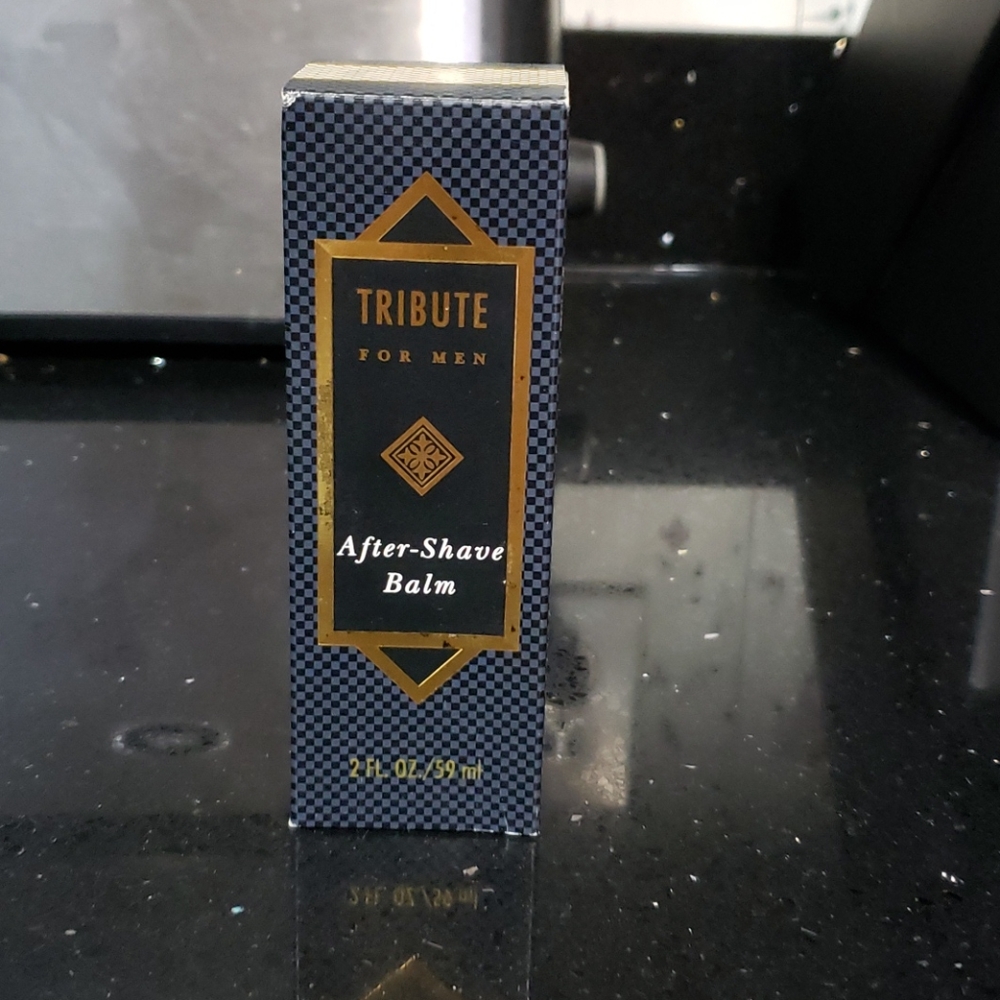 TRIBUTE
FOR MEN
After-Shave
Balm
2 FL. OZ./59 ml